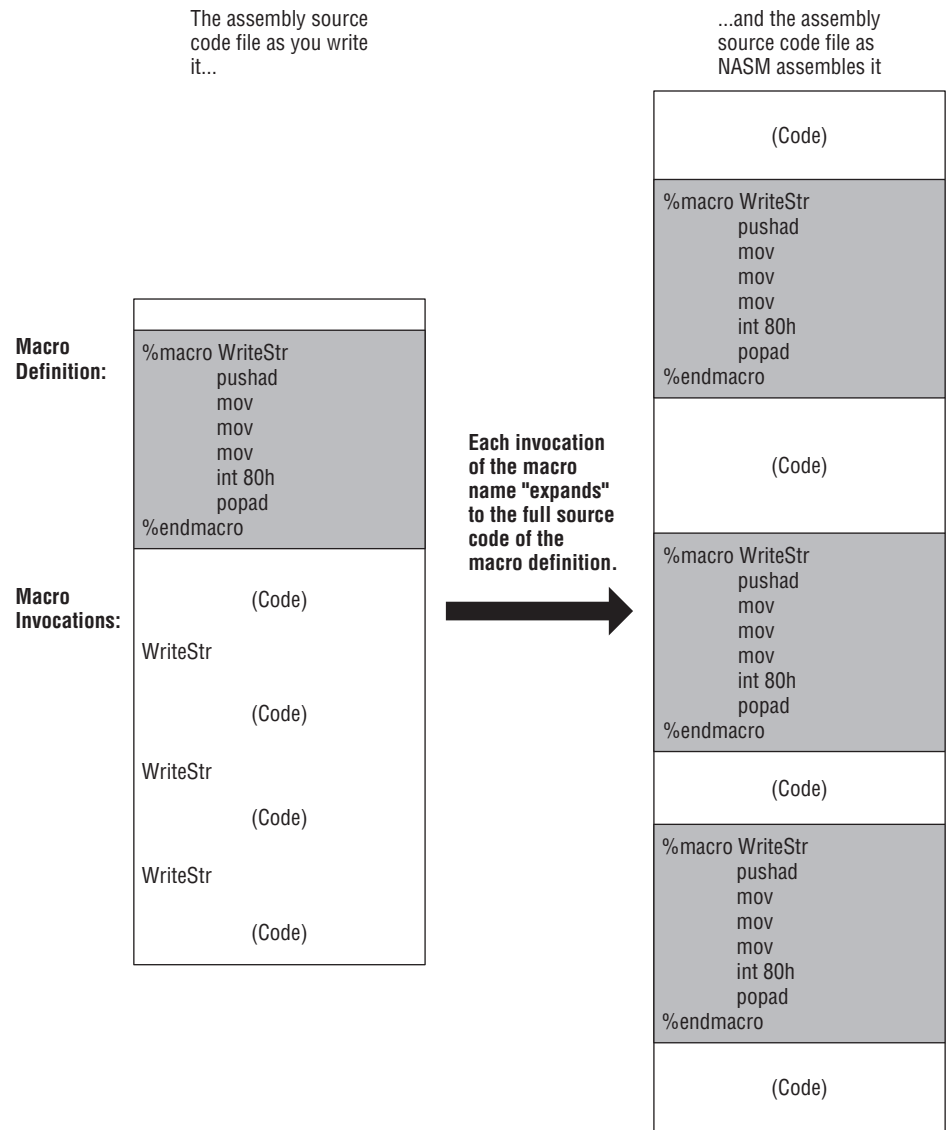 The assembly source
code file as you write
it...
...and the assembly
source code file as
NASM assembles it
Macro
Definition:
%macro WriteStr
pushad
mov
mov
mov
int 80h
popad
%endmacro
Macro
Invocations:
(Code)
WriteStr
(Code)
WriteStr
(Code)
WriteStr
(Code)
Each invocation
of the macro
name "expands"
to the full source
code of the
macro definition.
(Code)
%macro WriteStr
pushad
mov
mov
mov
int 80h
popad
%endmacro
(Code)
%macro WriteStr
pushad
mov
mov
mov
int 80h
popad
%endmacro
(Code)
%macro WriteStr
pushad
mov
mov
mov
int 80h
popad
%endmacro
(Code)